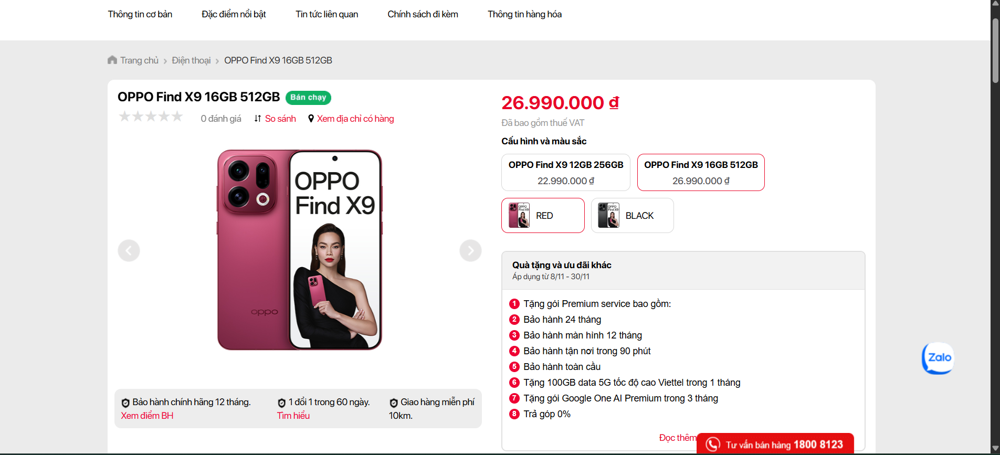 Thông tin cơ bản
Đặc điểm nổi bật
Tin tức liên quan
Chính sách đi kèm
Thông tin hàng hóa
Trang chủ › Điện thoại › OPPO Find X9 16GB 512GB
OPPO Find X9 16GB 512GB
Bán chạy
0 đánh giá
So sánh
Xem địa chỉ có hàng
OPPO
Find X9
oppo
Bảo hành chính hãng 12 tháng.
Xem điểm BH
1 đổi 1 trong 60 ngày.
Tìm hiểu
Giao hàng miễn phí
10km.
26.990.000 ₫
Đã bao gồm thuế VAT
Cấu hình và màu sắc
OPPO Find X9 12GB 256GB
22.990.000 ₫
OPPO Find X9 16GB 512GB
26.990.000 ₫
OPPO
Find X9
RED
OPPO
Find X9
BLACK
Quà tặng và ưu đãi khác
Áp dụng từ 8/11 - 30/11
1 Tặng gói Premium service bao gồm:
2 Bảo hành 24 tháng
3 Bảo hành màn hình 12 tháng
4 Bảo hành tận nơi trong 90 phút
5 Bảo hành toàn cầu
6 Tặng 100GB data 5G tốc độ cao Viettel trong 1 tháng
7 Tặng gói Google One AI Premium trong 3 tháng
8 Trả góp 0%
Đọc thêm
Tư vấn bán hàng 1800 8123
Zalo